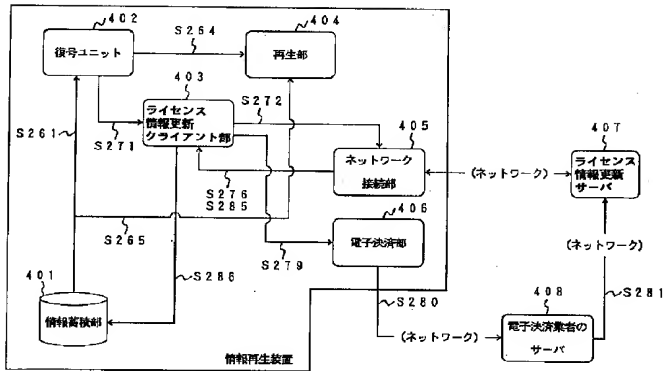 402
復号ユニット
S264
404
再生部
403
ライセンス
情報更新
クライアント部
S272
S261
S271
405
ネットワーク
接続部
(ネットワーク)
407
ライセンス
情報更新
サーバ
S276
S285
406
電子決済部
S265
S279
(ネットワーク)
S286
401
情報蓄積部
S280
S281
408
電子決済業者の
サーバ
(ネットワーク)
情報再生装置